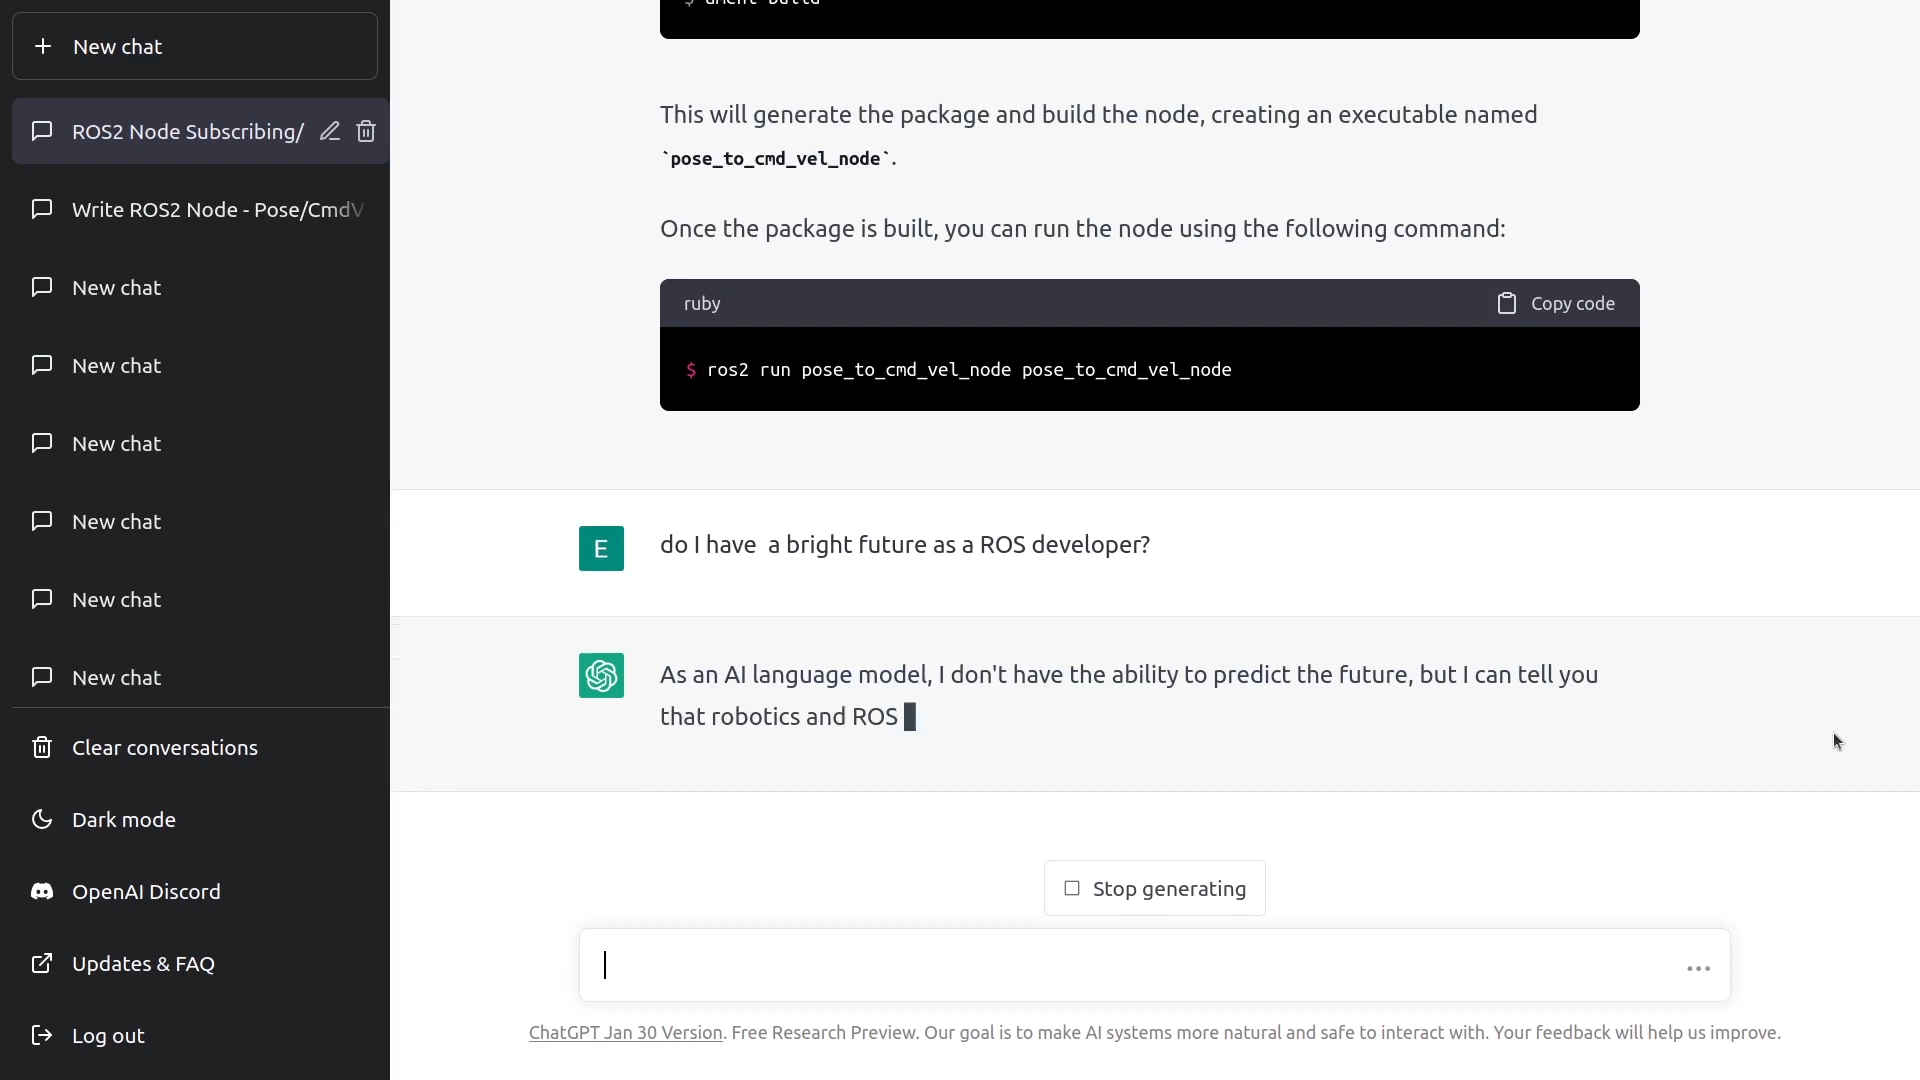 New chat
ROS2 Node Subscribing/
Write ROS2 Node - Pose/CmdV
New chat
New chat
New chat
New chat
New chat
New chat
Clear conversations
Dark mode
OpenAI Discord
Updates & FAQ
Log out
$ ament build
This will generate the package and build the node, creating an executable named
`pose_to_cmd_vel_node`.
Once the package is built, you can run the node using the following command:
ruby
Copy code
$ ros2 run pose_to_cmd_vel_node pose_to_cmd_vel_node
E
do I have  a bright future as a ROS developer?
As an AI language model, I don't have the ability to predict the future, but I can tell you
that robotics and ROS
Stop generating
ChatGPT Jan 30 Version. Free Research Preview. Our goal is to make AI systems more natural and safe to interact with. Your feedback will help us improve.